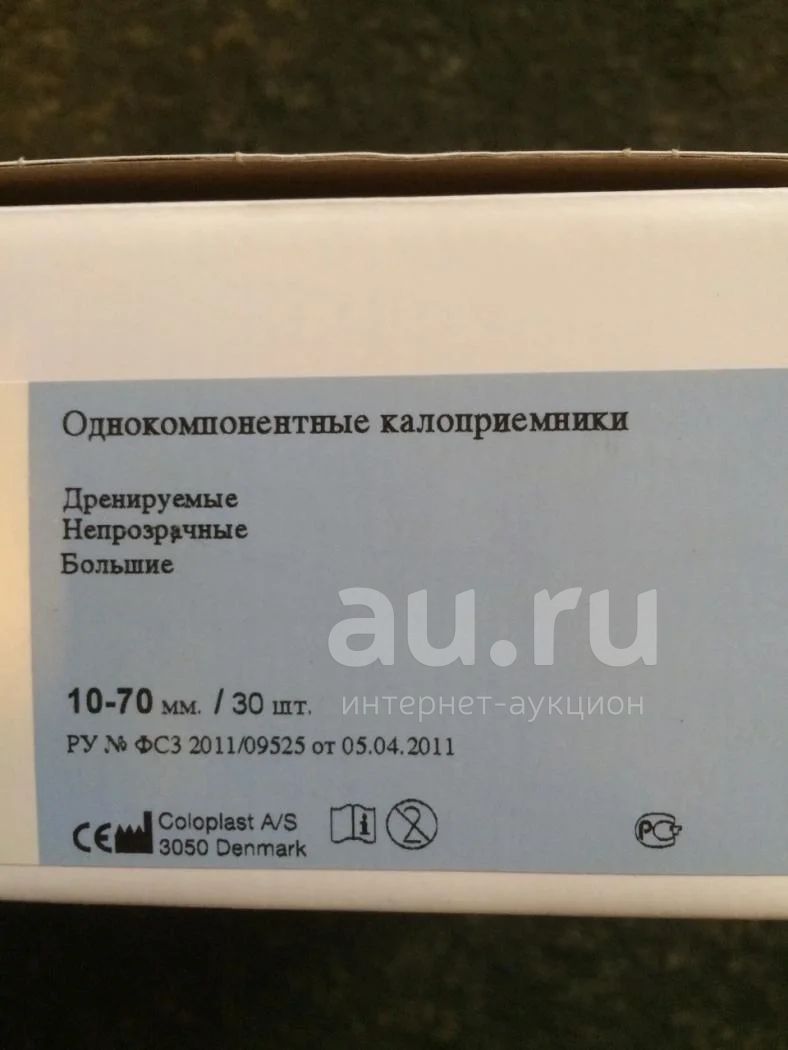 Однокомпонентные калоприемники
Дренируемые
Непрозрачные
Большие
au.ru
интернет-аукцион
10-70 мм. / 30 шт.
РУ № ФСЗ 2011/09525 от 05.04.2011
CE Coloplast A/S
3050 Denmark
i 2
РСТ